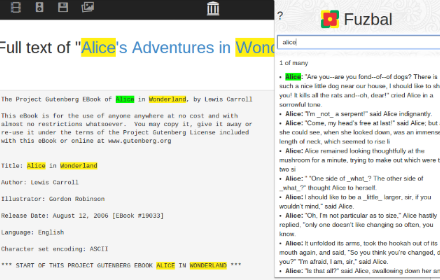 Full text of "Alice's Adventures in Wond
The Project Gutenberg EBook of Alice in Wonderland, by Lewis Carroll
This eBook is for the use of anyone anywhere at no cost and with
almost no restrictions whatsoever. You may copy it, give it away or
re-use it under the terms of the Project Gutenberg License included
with this eBook or online at www.gutenberg.org
Title: Alice in Wonderland
Author: Lewis Carroll
Illustrator: Gordon Robinson
Release Date: August 12, 2006 [EBook #19033]
Language: English
Character set encoding: ASCII
*** START OF THIS PROJECT GUTENBERG EBOOK ALICE IN WONDERLAND ***
?
Fuzbal
alice
1 of many
• Alice: "Are you--are you fond--of--of dogs? There is
such a nice little dog near our house, I should like to sh
you! It kills all the rats and--oh, dear!" cried Alice in a
sorrowful tone
• Alice: "I'm _not_ a serpent!" said Alice indignantly.
• Alice: "Come, my head's free at last!" said Alice; but
she could see, when she looked down, was an immense
length of neck, which seemed to rise li
• Alice: Alice remained looking thoughtfully at the
mushroom for a minute, trying to make out which were t
two si
• Alice: " "One side of _what_? The other side of
_what_?" thought Alice to herself.
• Alice: I should like to be a _little_ larger, sir, if you
wouldn't mind," said Alice.
• Alice: "Oh, I'm not particular as to size," Alice hastily
replied, "only one doesn't like changing so often, you
know.
• Alice: It unfolded its arms, took the hookah out of its
mouth again, and said, "So you think you're changed, d
you?" "I'm afraid, I am, sir," said Alice.
• Alice: "Is that all?" said Alice, swallowing down her an